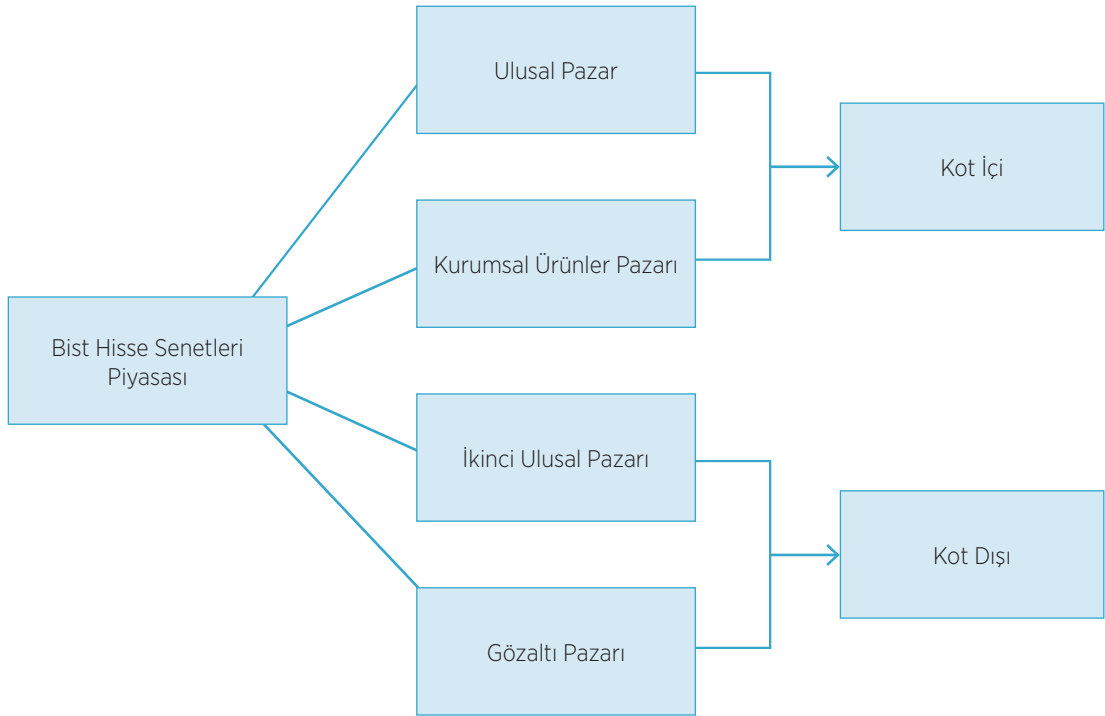 Ulusal Pazar
Kot İçi
Kurumsal Ürünler Pazarı
Bist Hisse Senetleri
Piyasası
İkinci Ulusal Pazarı
Kot Dışı
Gözaltı Pazarı